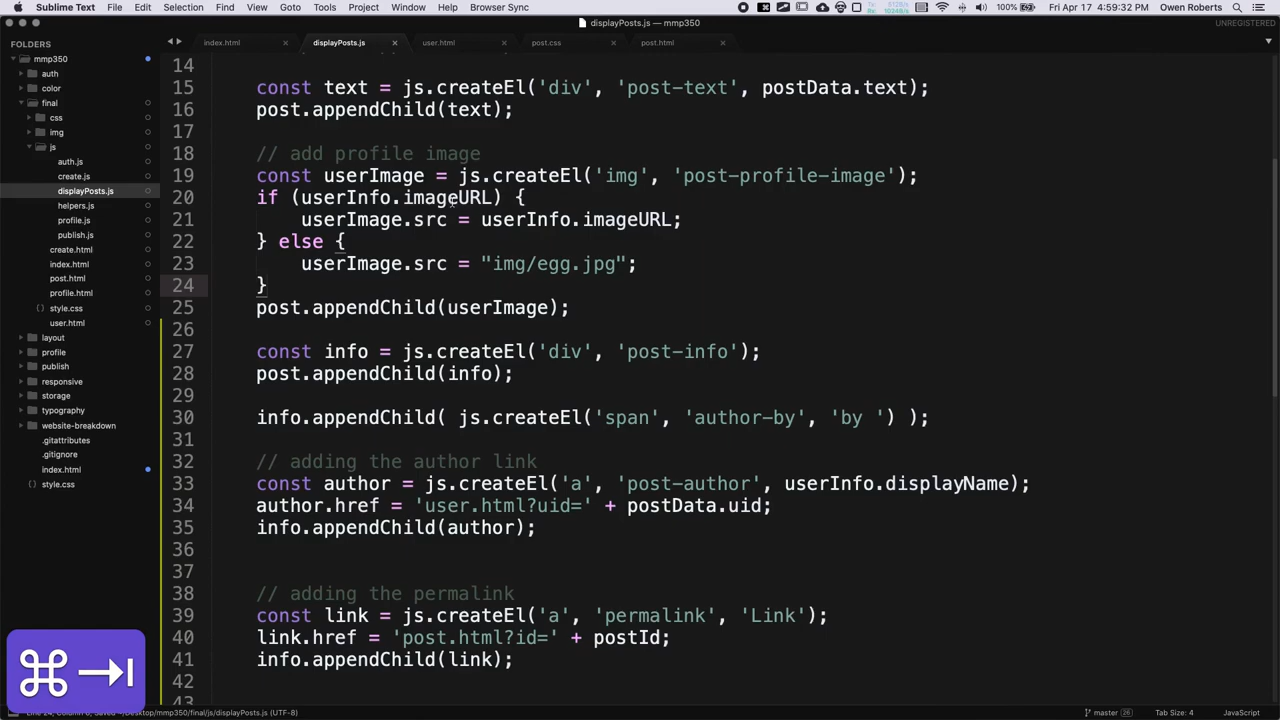 Sublime Text File Edit Selection Find View Goto Tools Project Window Help Browser Sync 100% Fri Apr 17 4:59:32 PM Owen Roberts
displayPosts.js — mmp350 UNREGISTERED
FOLDERS
mmp350
auth
color
final
css
img
js
auth.js
create.js
displayPosts.js
helpers.js
profile.js
publish.js
create.html
index.html
post.html
profile.html
style.css
user.html
layout
profile
publish
responsive
storage
typography
website-breakdown
.gitattributes
.gitignore
index.html
style.css
index.html displayPosts.js user.html post.css post.html
14
15 const text = js.createEl('div', 'post-text', postData.text);
16 post.appendChild(text);
17
18 // add profile image
19 const userImage = js.createEl('img', 'post-profile-image');
20 if (userInfo.imageURL) {
21 userImage.src = userInfo.imageURL;
22 } else {
23 userImage.src = "img/egg.jpg";
24 }
25 post.appendChild(userImage);
26
27 const info = js.createEl('div', 'post-info');
28 post.appendChild(info);
29
30 info.appendChild( js.createEl('span', 'author-by', 'by ') );
31
32 // adding the author link
33 const author = js.createEl('a', 'post-author', userInfo.displayName);
34 author.href = 'user.html?uid=' + postData.uid;
35 info.appendChild(author);
36
37
38 // adding the permalink
39 const link = js.createEl('a', 'permalink', 'Link');
40 link.href = 'post.html?id=' + postId;
41 info.appendChild(link);
42
43
⌘ ⇥
/Desktop/mmp350/final/js/displayPosts.js (UTF-8) master 26 Tab Size: 4 JavaScript